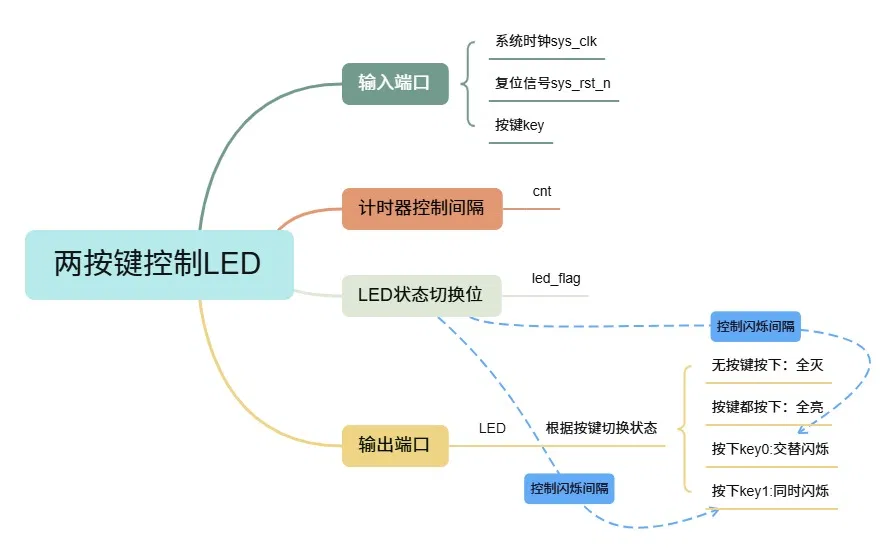 两按键控制LED
输入端口
系统时钟sys_clk
复位信号sys_rst_n
按键key
计时器控制间隔
cnt
LED状态切换位
led_flag
控制闪烁间隔
输出端口
LED
根据按键切换状态
无按键按下：全灭
按键都按下：全亮
按下key0:交替闪烁
按下key1:同时闪烁
控制闪烁间隔